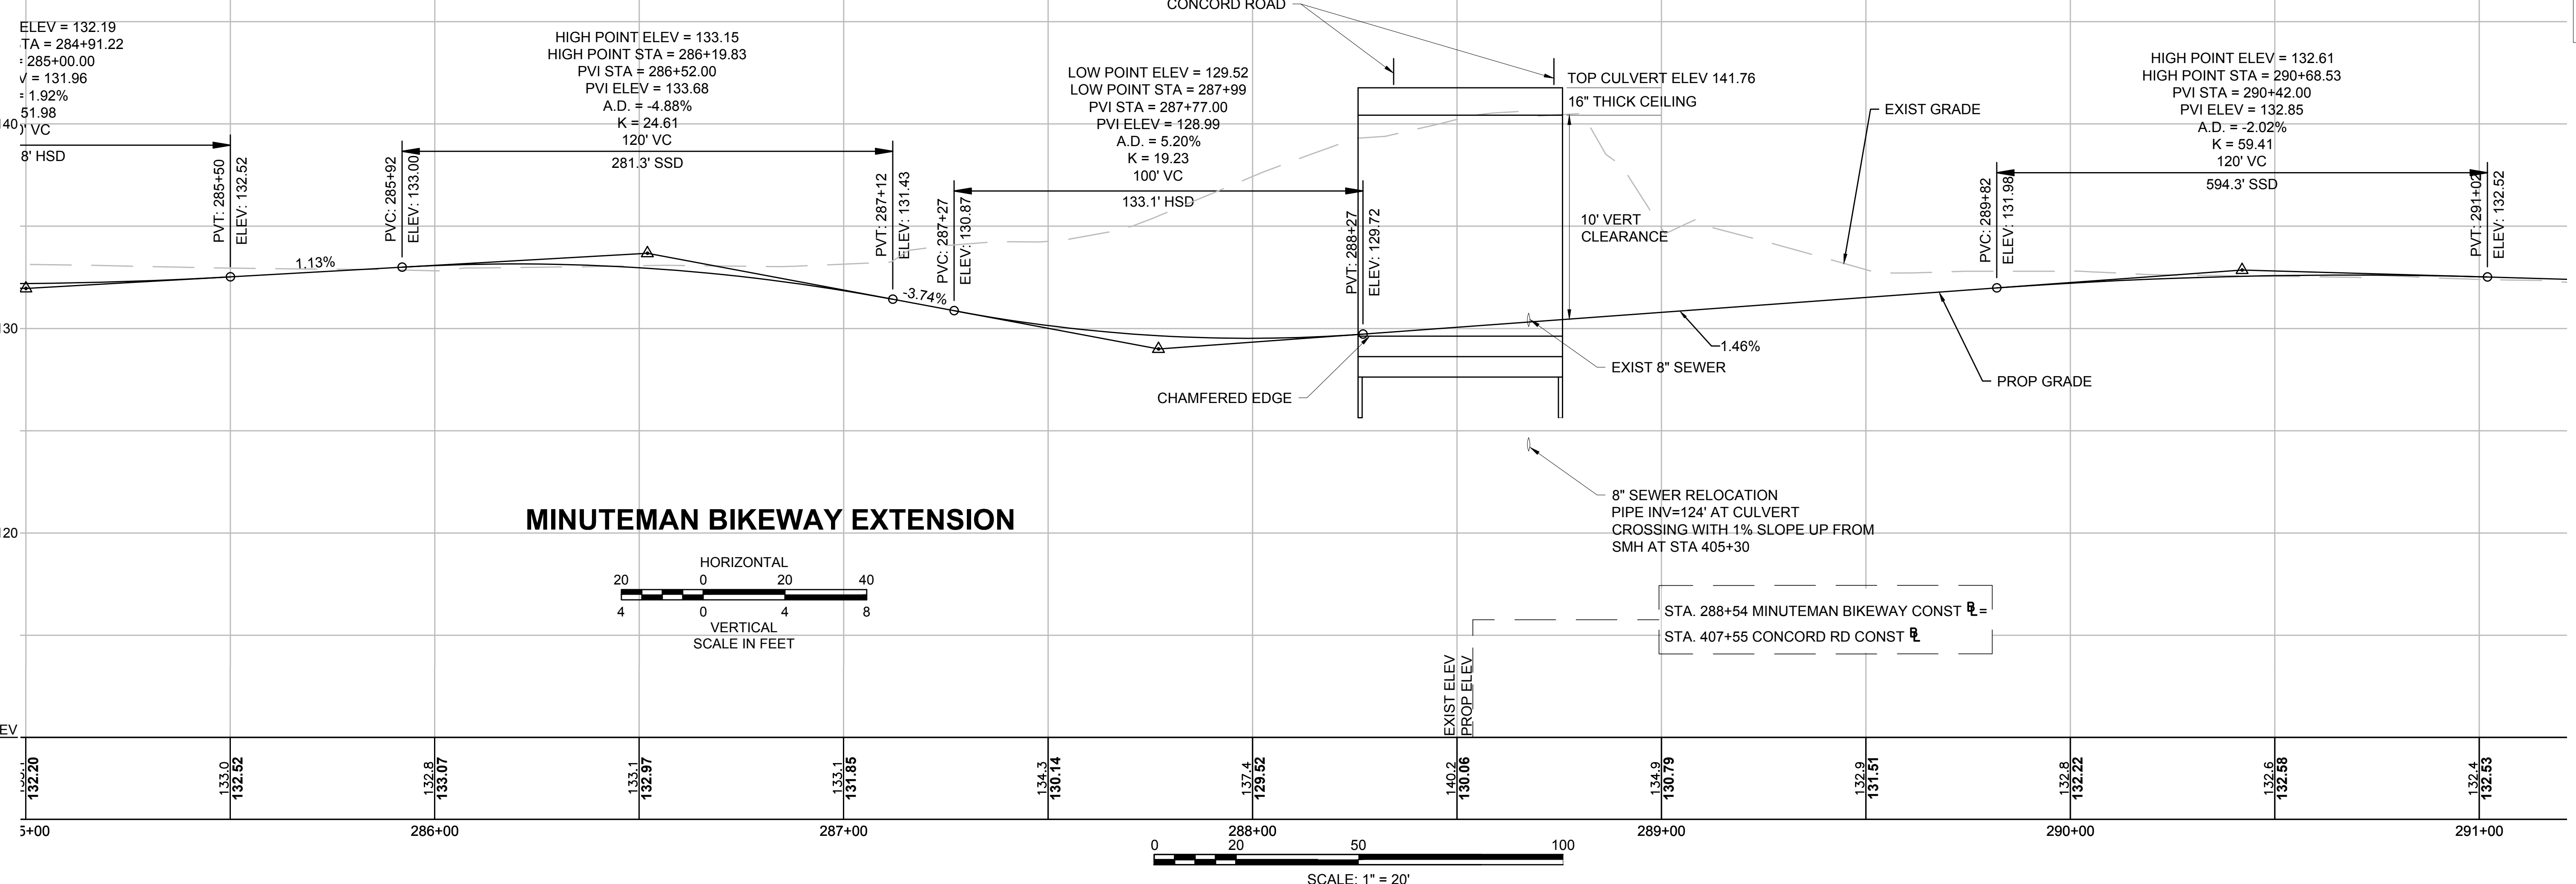 CONCORD ROAD
ELEV = 132.19
TA = 284+91.22
= 285+00.00
V = 131.96
= 1.92%
51.98
' VC
8' HSD
HIGH POINT ELEV = 133.15
HIGH POINT STA = 286+19.83
PVI STA = 286+52.00
PVI ELEV = 133.68
A.D. = -4.88%
K = 24.61
120' VC
281.3' SSD
LOW POINT ELEV = 129.52
LOW POINT STA = 287+99
PVI STA = 287+77.00
PVI ELEV = 128.99
A.D. = 5.20%
K = 19.23
100' VC
133.1' HSD
TOP CULVERT ELEV 141.76
16" THICK CEILING
EXIST GRADE
10' VERT
CLEARANCE
HIGH POINT ELEV = 132.61
HIGH POINT STA = 290+68.53
PVI STA = 290+42.00
PVI ELEV = 132.85
A.D. = -2.02%
K = 59.41
120' VC
594.3' SSD
140
130
120
EV
PVT: 285+50
ELEV: 132.52
PVC: 285+92
ELEV: 133.00
PVT: 287+12
ELEV: 131.43
PVC: 287+27
ELEV: 130.87
PVT: 288+27
ELEV: 129.72
PVC: 289+82
ELEV: 131.98
PVT: 291+02
ELEV: 132.52
1.13%
-3.74%
1.46%
EXIST 8" SEWER
PROP GRADE
CHAMFERED EDGE
8" SEWER RELOCATION
PIPE INV=124' AT CULVERT
CROSSING WITH 1% SLOPE UP FROM
SMH AT STA 405+30
MINUTEMAN BIKEWAY EXTENSION
HORIZONTAL
20 0 20 40
4 0 4 8
VERTICAL
SCALE IN FEET
STA. 288+54 MINUTEMAN BIKEWAY CONST BL=
STA. 407+55 CONCORD RD CONST BL
EXIST ELEV
PROP ELEV
132.20
133.0
132.52
132.8
133.07
133.1
132.97
133.1
131.85
134.3
130.14
137.4
129.52
140.2
130.06
134.9
130.79
132.9
131.51
132.8
132.22
132.6
132.58
132.4
132.53
5+00 286+00 287+00 288+00 289+00 290+00 291+00
0 20 50 100
SCALE: 1" = 20'